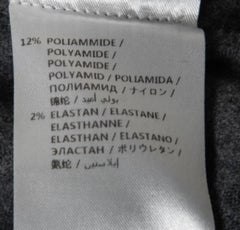 12% POLIAMMIDE /
POLYAMIDE /
POLYAMIDE /
POLYAMID / POLIAMIDA /
ПОЛИАМИД / ナイロン /
锦纶 / بولي أميد /
2% ELASTAN / ELASTANE /
ELASTHANNE /
ELASTHAN / ELASTANO /
ЭЛАСТАН / ポリウレタン /
氨纶 / إيلاستين /